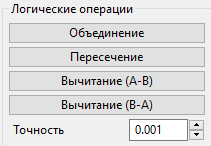 Логические операции
Объединение
Пересечение
Вычитание (A-B)
Вычитание (B-A)
Точность 0.001